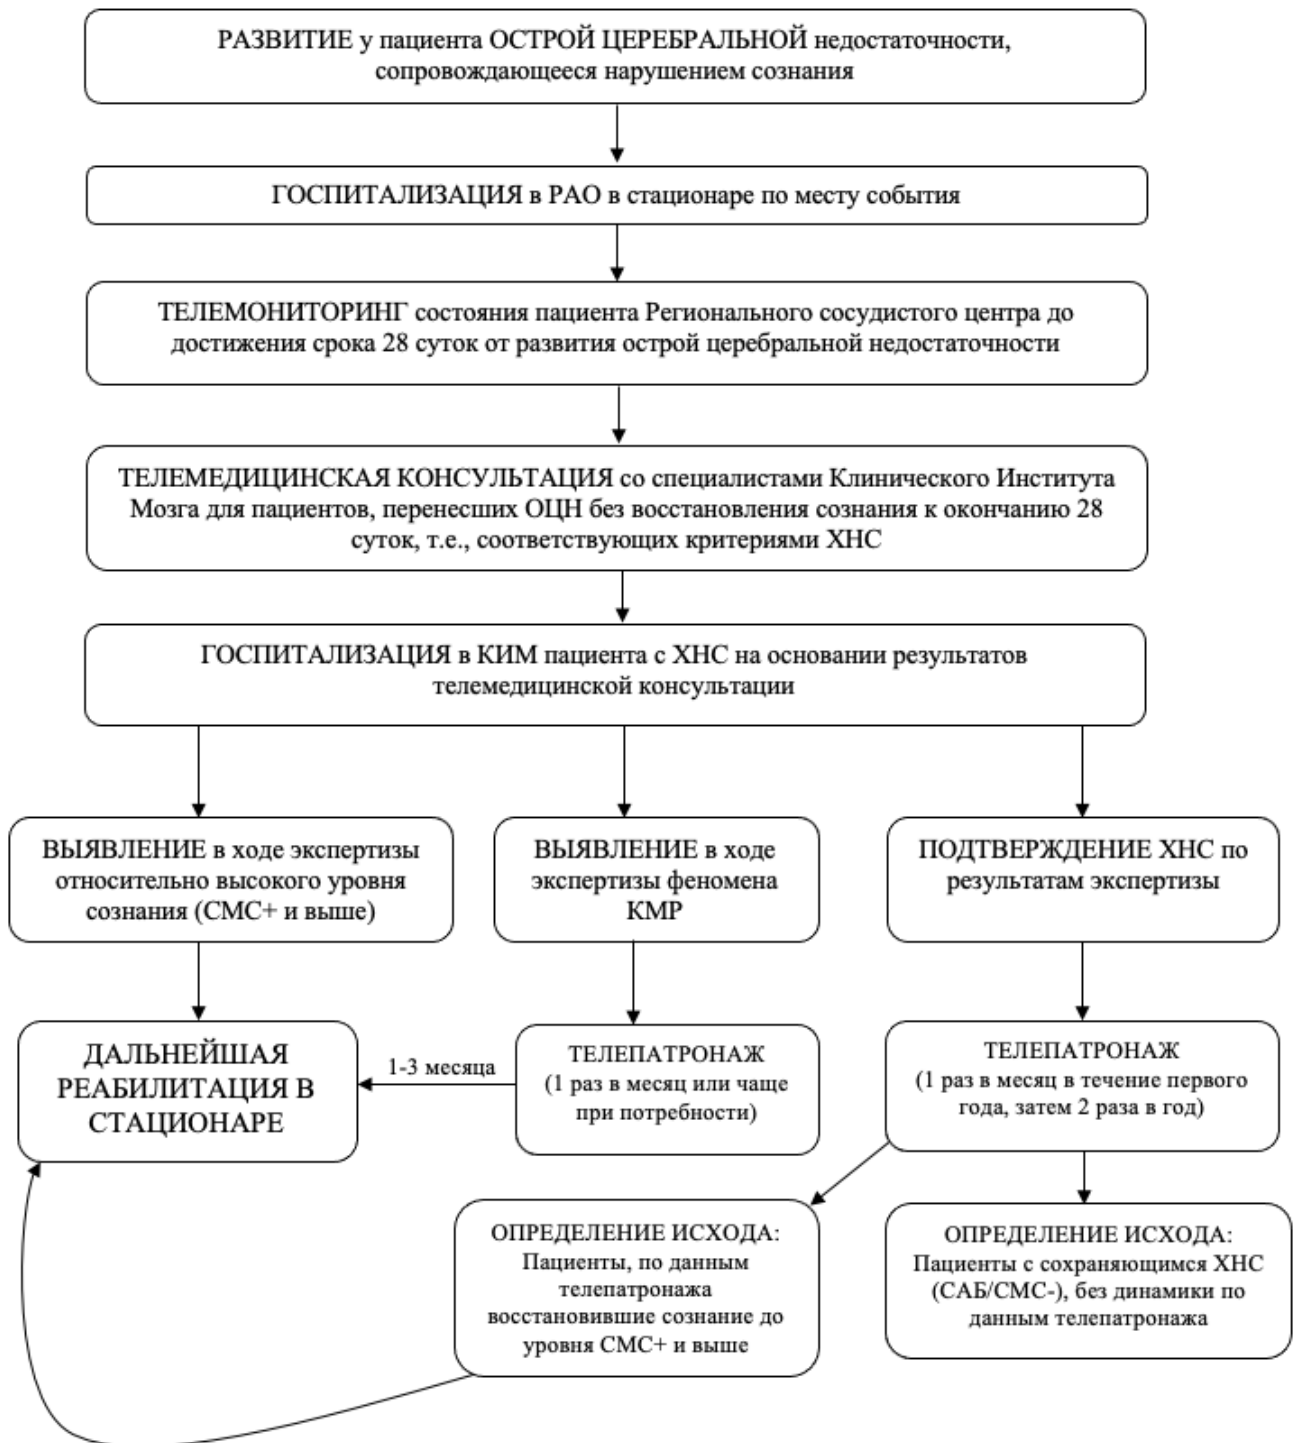 РАЗВИТИЕ у пациента ОСТРОЙ ЦЕРЕБРАЛЬНОЙ недостаточности,
сопровождающееся нарушением сознания
ГОСПИТАЛИЗАЦИЯ в РАО в стационаре по месту события
ТЕЛЕМОНИТОРИНГ состояния пациента Регионального сосудистого центра до
достижения срока 28 суток от развития острой церебральной недостаточности
ТЕЛЕМЕДИЦИНСКАЯ КОНСУЛЬТАЦИЯ со специалистами Клинического Института
Мозга для пациентов, перенесших ОЦН без восстановления сознания к окончанию 28
суток, т.е., соответствующих критериями ХНС
ГОСПИТАЛИЗАЦИЯ в КИМ пациента с ХНС на основании результатов
телемедицинской консультации
ВЫЯВЛЕНИЕ в ходе экспертизы
относительно высокого уровня
сознания (СМС+ и выше)
ВЫЯВЛЕНИЕ в ходе
экспертизы феномена
КМР
ПОДТВЕРЖДЕНИЕ ХНС по
результатам экспертизы
ДАЛЬНЕЙШАЯ
РЕАБИЛИТАЦИЯ В
СТАЦИОНАРЕ
1-3 месяца
ТЕЛЕПАТРОНАЖ
(1 раз в месяц или чаще
при потребности)
ТЕЛЕПАТРОНАЖ
(1 раз в месяц в течение первого
года, затем 2 раза в год)
ОПРЕДЕЛЕНИЕ ИСХОДА:
Пациенты, по данным
телепатронажа
восстановившие сознание до
уровня СМС+ и выше
ОПРЕДЕЛЕНИЕ ИСХОДА:
Пациенты с сохраняющимся ХНС
(САБ/СМС-), без динамики по
данным телепатронажа